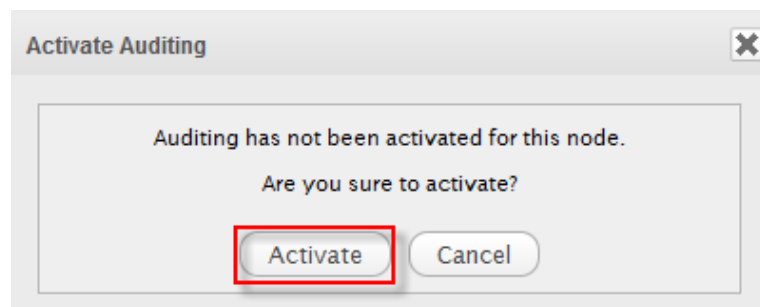 Activate Auditing
Auditing has not been activated for this node.
Are you sure to activate?
Activate Cancel